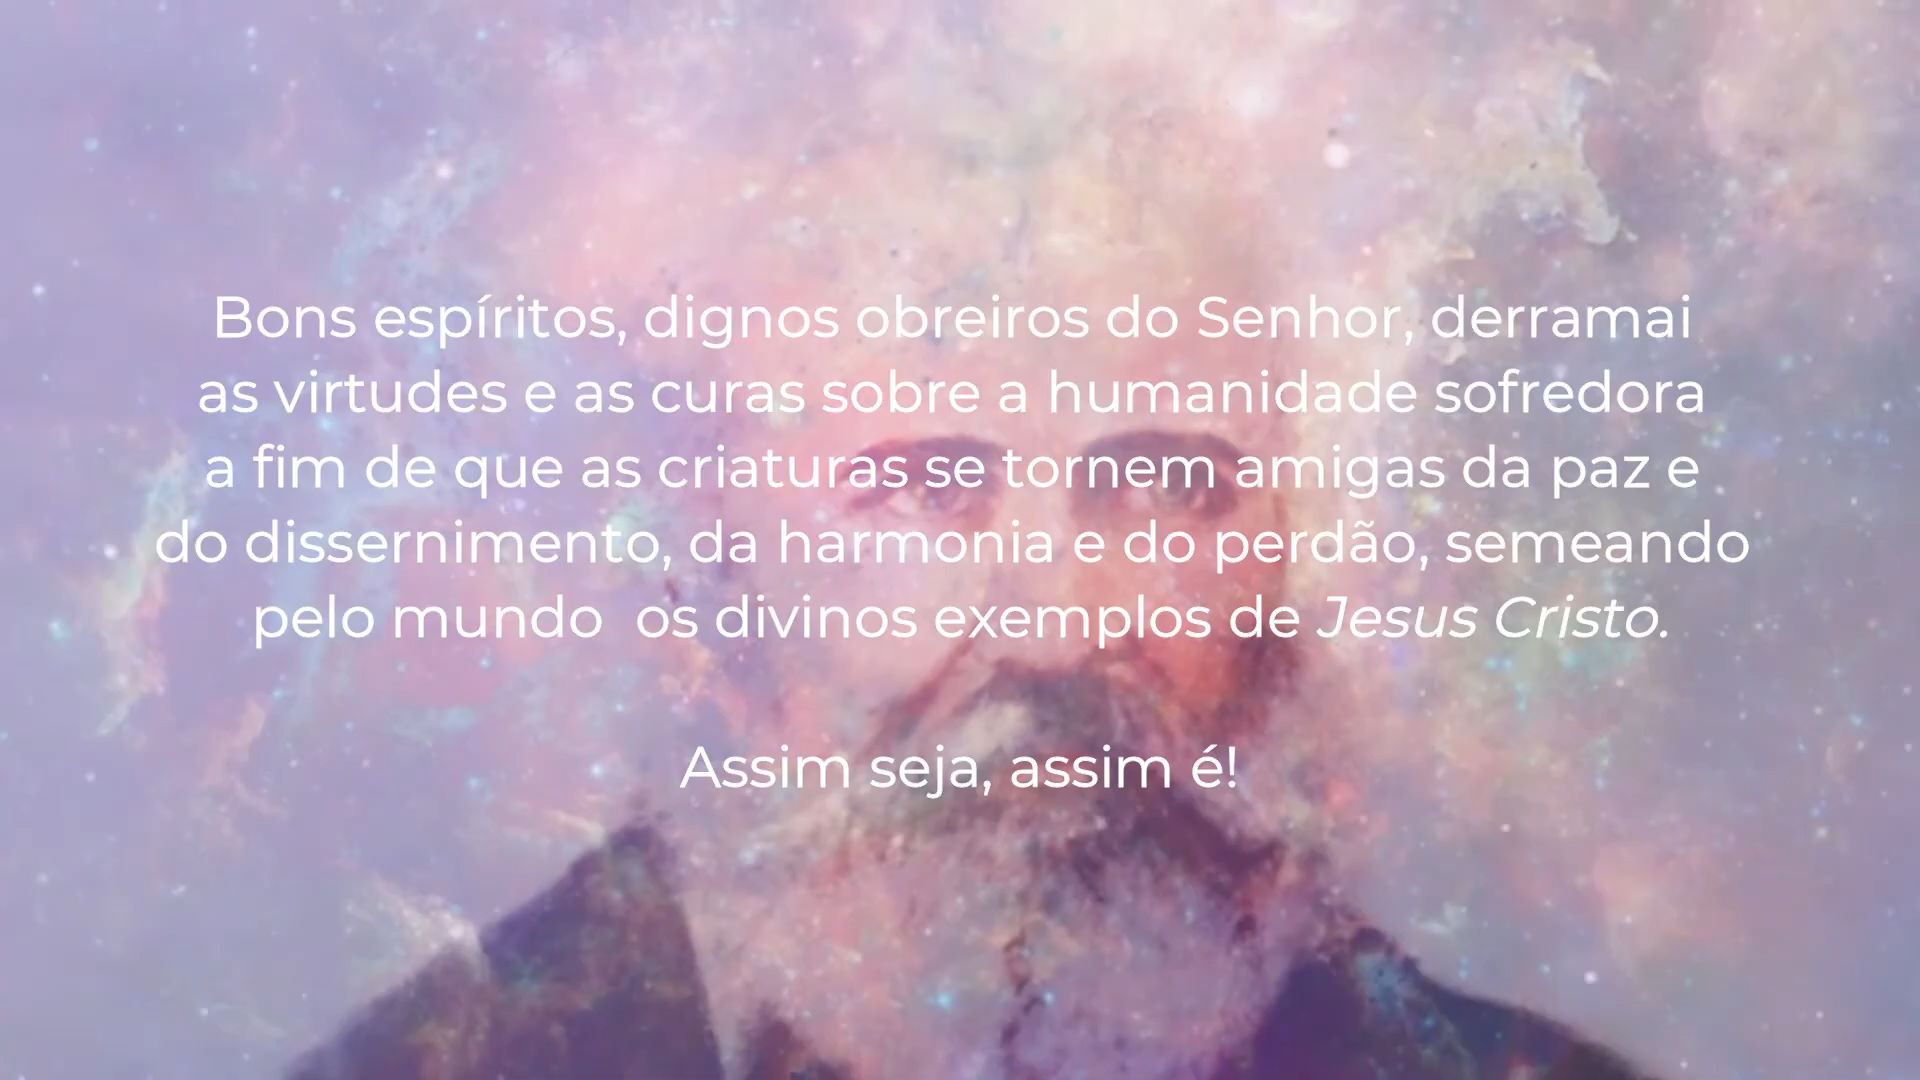 Bons espíritos, dignos obreiros do Senhor, derramai
as virtudes e as curas sobre a humanidade sofredora
a fim de que as criaturas se tornem amigas da paz e
do dissernimento, da harmonia e do perdão, semeando
pelo mundo  os divinos exemplos de Jesus Cristo.
Assim seja, assim é!